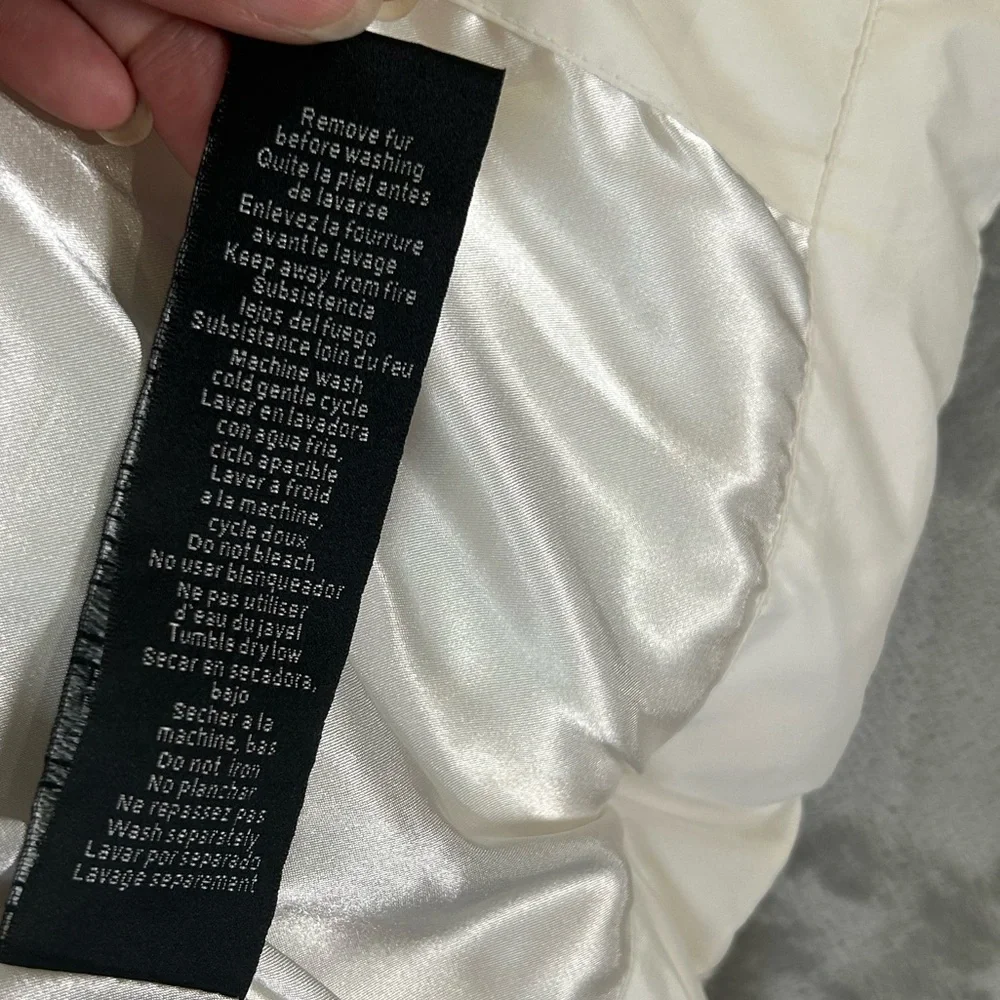 Remove fur
before washing
Quite la piel antes
de lavarse
Enlevez la fourrure
avant le lavage
Keep away from fire
Subsistencia
lejos del fuego
Subsistance loin du feu
Machine wash
cold gentle cycle
Lavar en lavadora
con agua fria,
ciclo apacible
Laver a froid
a la machine,
cycle doux,
Do not bleach
No usar blanqueador
Ne pas utiliser
d'eau du javel
Tumble dry low
Secar en secadora,
bajo
Secher a la
machine, bas
Do not iron
No planchar
Ne repassez pas
Wash separately
Lavar por separado
Lavage separement